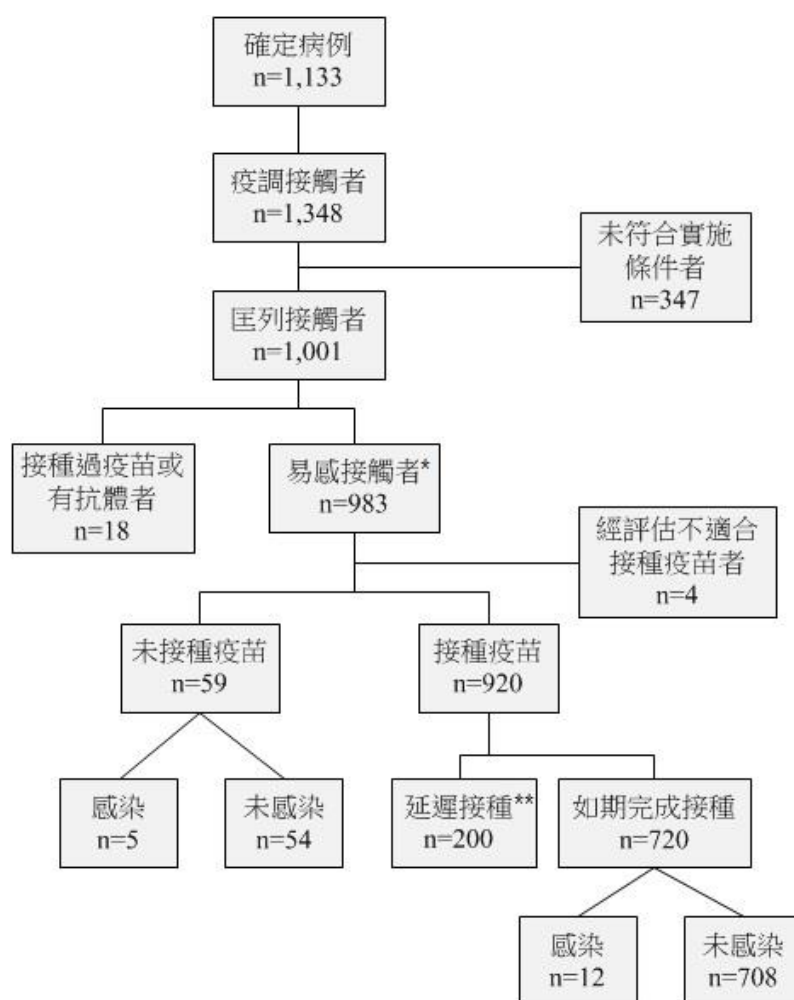 確定病例
n=1,133
疫調接觸者
n=1,348
未符合實施
條件者
n=347
匡列接觸者
n=1,001
接種過疫苗或
有抗體者
n=18
易感接觸者*
n=983
經評估不適合
接種疫苗者
n=4
未接種疫苗
n=59
接種疫苗
n=920
感染
n=5
未感染
n=54
延遲接種**
n=200
如期完成接種
n=720
感染
n=12
未感染
n=708